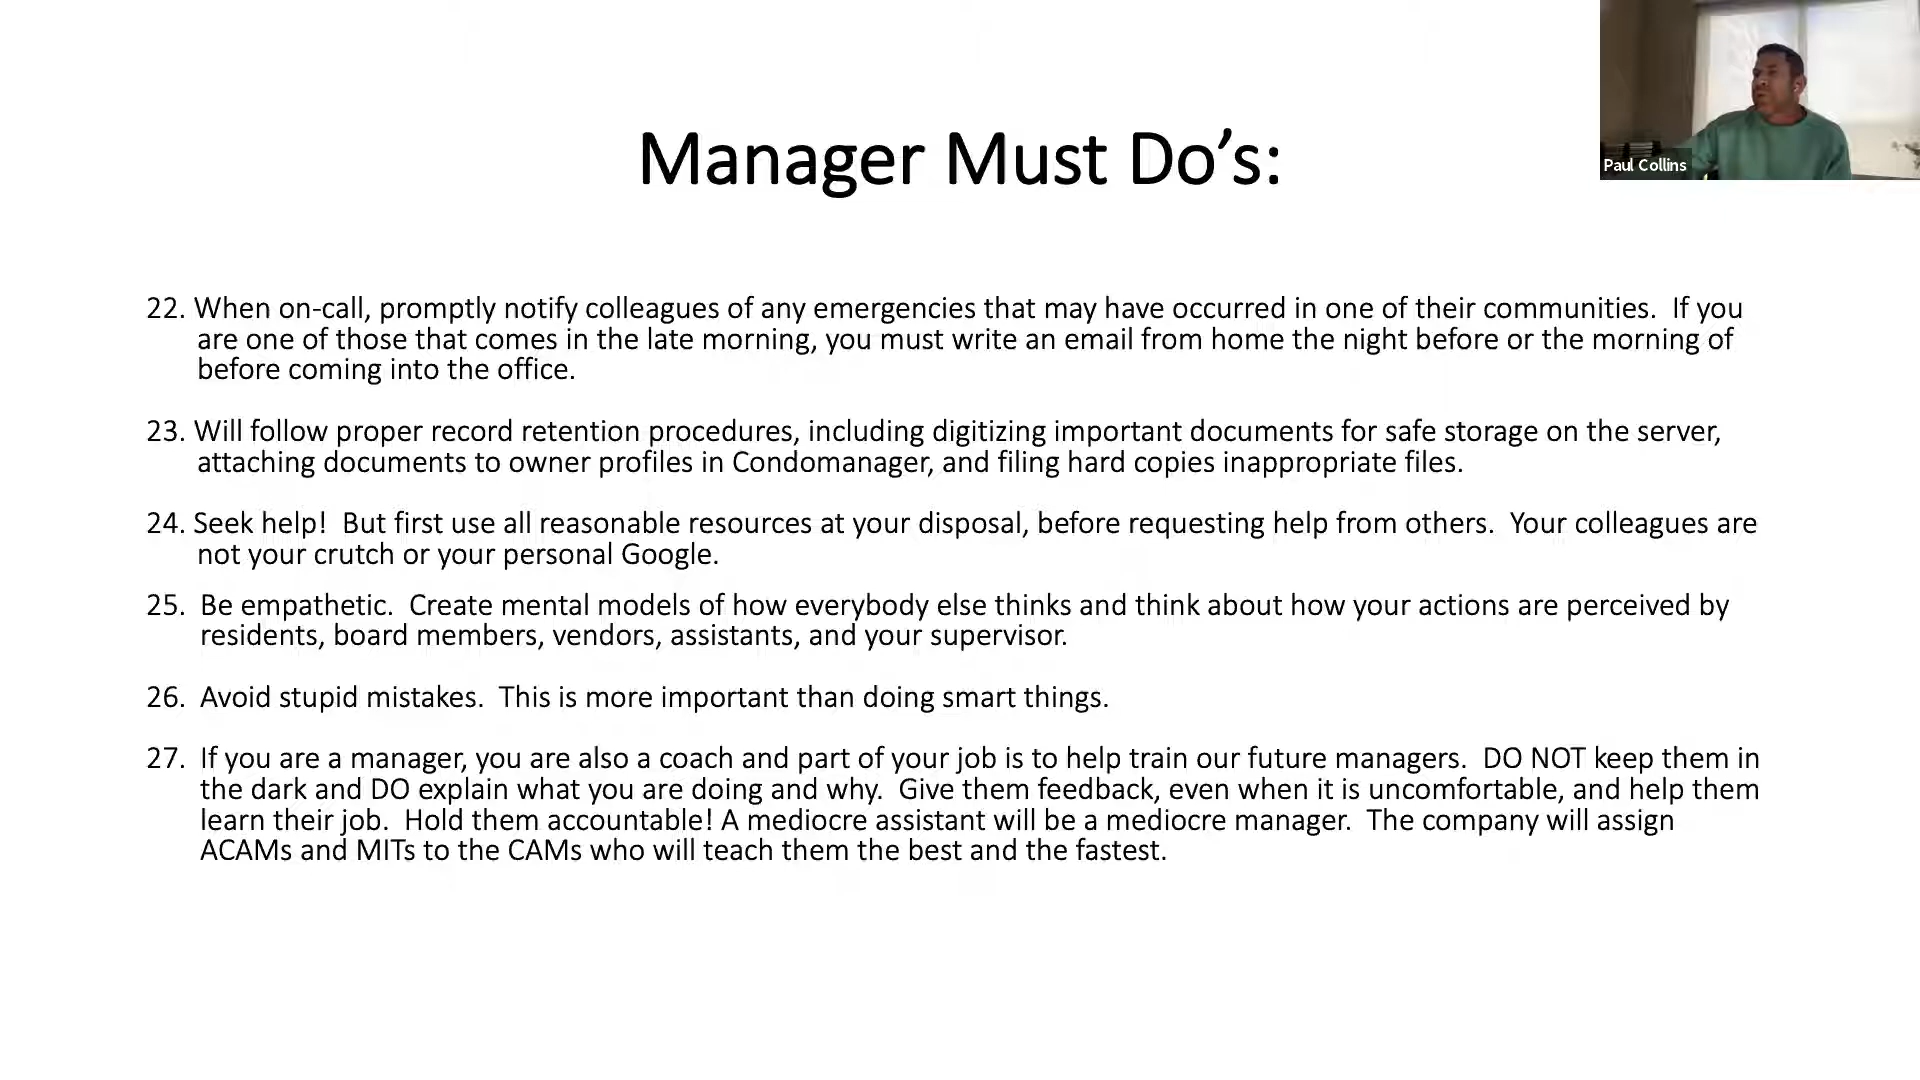 Manager Must Do’s:
Paul Collins
22. When on-call, promptly notify colleagues of any emergencies that may have occurred in one of their communities.  If you
are one of those that comes in the late morning, you must write an email from home the night before or the morning of
before coming into the office.
23. Will follow proper record retention procedures, including digitizing important documents for safe storage on the server,
attaching documents to owner profiles in Condomanager, and filing hard copies inappropriate files.
24. Seek help!  But first use all reasonable resources at your disposal, before requesting help from others.  Your colleagues are
not your crutch or your personal Google.
25.  Be empathetic.  Create mental models of how everybody else thinks and think about how your actions are perceived by
residents, board members, vendors, assistants, and your supervisor.
26.  Avoid stupid mistakes.  This is more important than doing smart things.
27.  If you are a manager, you are also a coach and part of your job is to help train our future managers.  DO NOT keep them in
the dark and DO explain what you are doing and why.  Give them feedback, even when it is uncomfortable, and help them
learn their job.  Hold them accountable! A mediocre assistant will be a mediocre manager.  The company will assign
ACAMs and MITs to the CAMs who will teach them the best and the fastest.